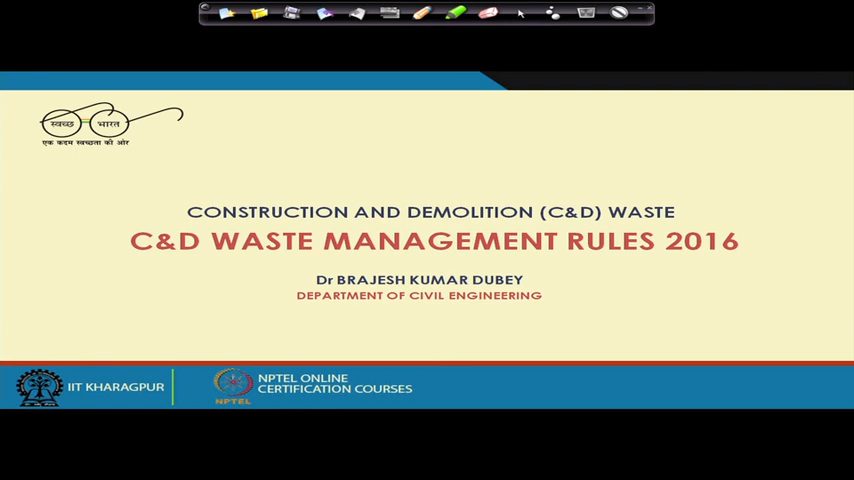 स्वच्छ भारत
एक कदम स्वच्छता की ओर
CONSTRUCTION AND DEMOLITION (C&D) WASTE
C&D WASTE MANAGEMENT RULES 2016
Dr BRAJESH KUMAR DUBEY
DEPARTMENT OF CIVIL ENGINEERING
IIT KHARAGPUR
NPTEL ONLINE
CERTIFICATION COURSES
NPTEL